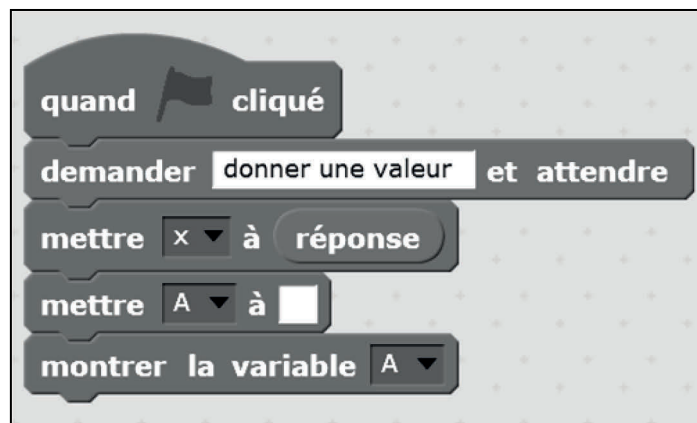 quand cliqué
demander donner une valeur et attendre
mettre x à réponse
mettre A à
montrer la variable A